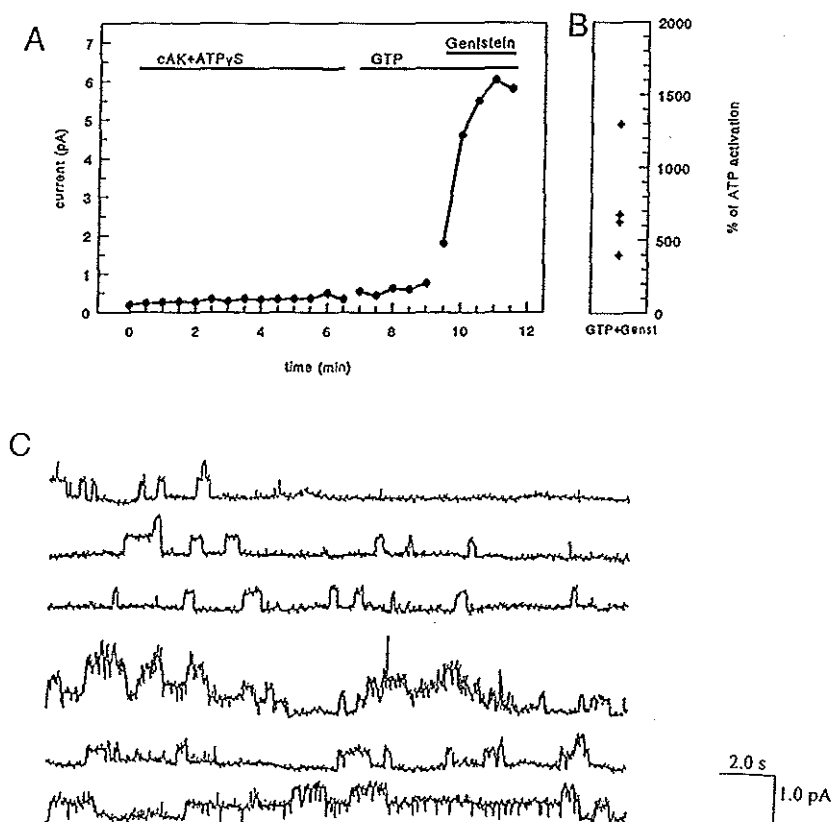 A
7
6
5
4
3
2
1
0
current (pA)
cAK+ATPγS
GTP
Genistein
0
2
4
6
8
10
12
time (min)
B
2000
1500
1000
500
0
% of ATP activation
GTP+Genst
C
2.0 s
1.0 pA